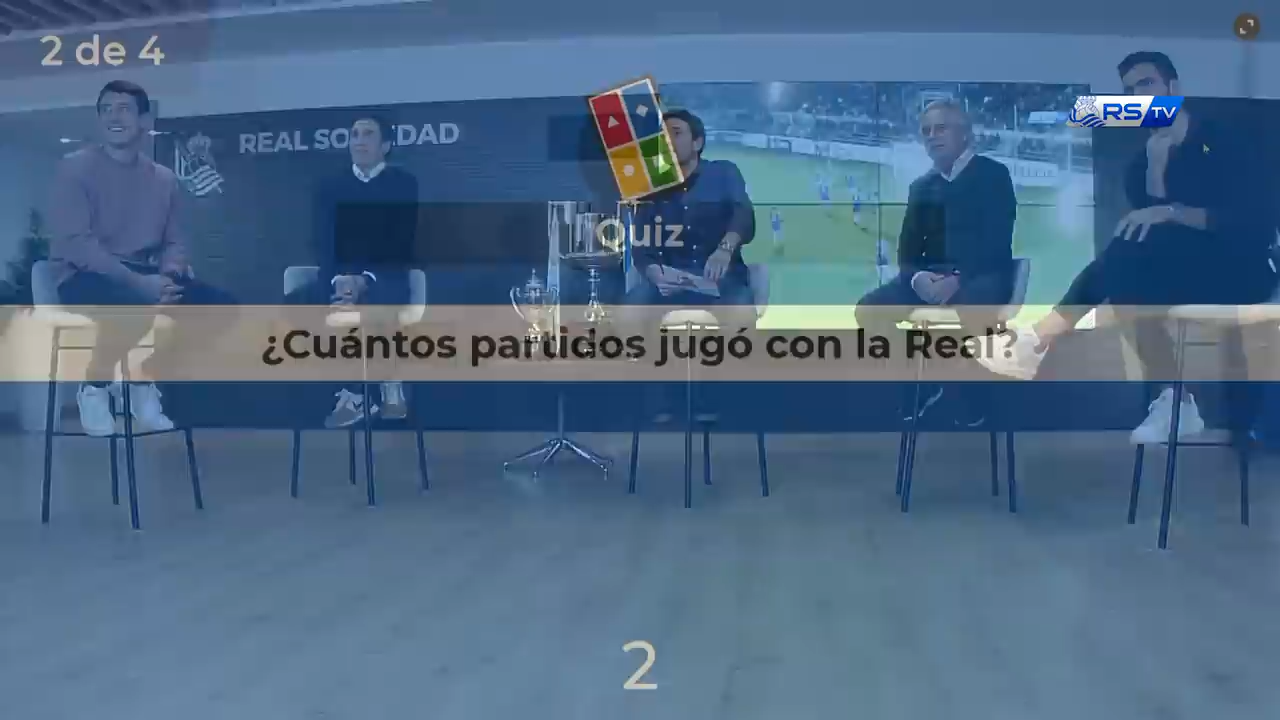 2 de 4
RS TV
REAL SOCIEDAD
Quiz
¿Cuántos partidos jugó con la Real?
2